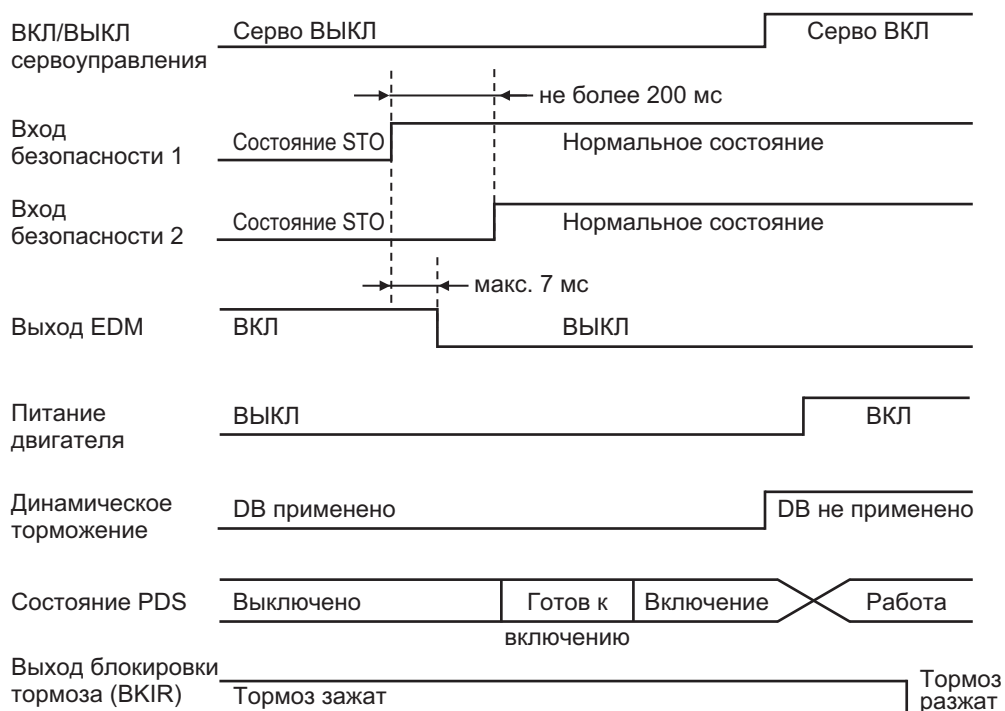 ВКЛ/ВЫКЛ
сервоуправления
Серво ВЫКЛ
Серво ВКЛ
не более 200 мс
Вход
безопасности 1
Состояние STO
Нормальное состояние
Вход
безопасности 2
Состояние STO
Нормальное состояние
макс. 7 мс
Выход EDM
ВКЛ
ВЫКЛ
Питание
двигателя
ВЫКЛ
ВКЛ
Динамическое
торможение
DB применено
DB не применено
Состояние PDS
Выключено
Готов к
включению
Включение
Работа
Выход блокировки
тормоза (BKIR)
Тормоз зажат
Тормоз
разжат